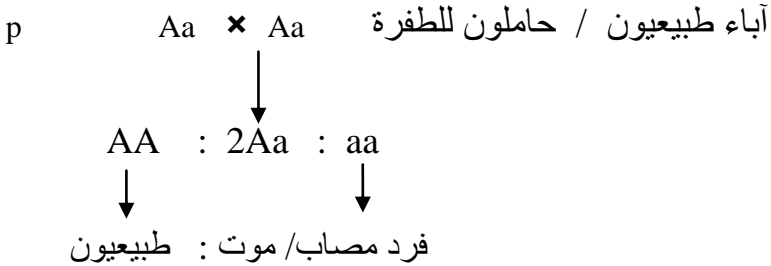 p Aa × Aa آباء طبيعيون / حاملون للطفرة
AA : 2Aa : aa
فرد مصاب/ موت : طبيعيون